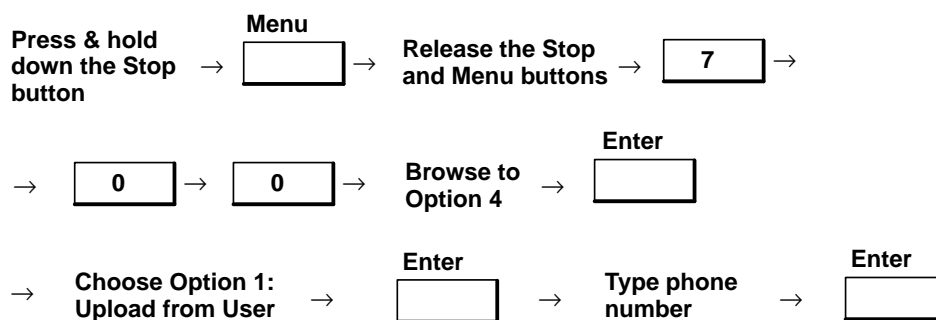 Menu
Press & hold
down the Stop
button
→
→
Release the Stop
and Menu buttons
→
7
→
→
0
→
0
→
Browse to
Option 4
→
Enter
→
Choose Option 1:
Upload from User
→
Enter
→
Type phone
number
→
Enter